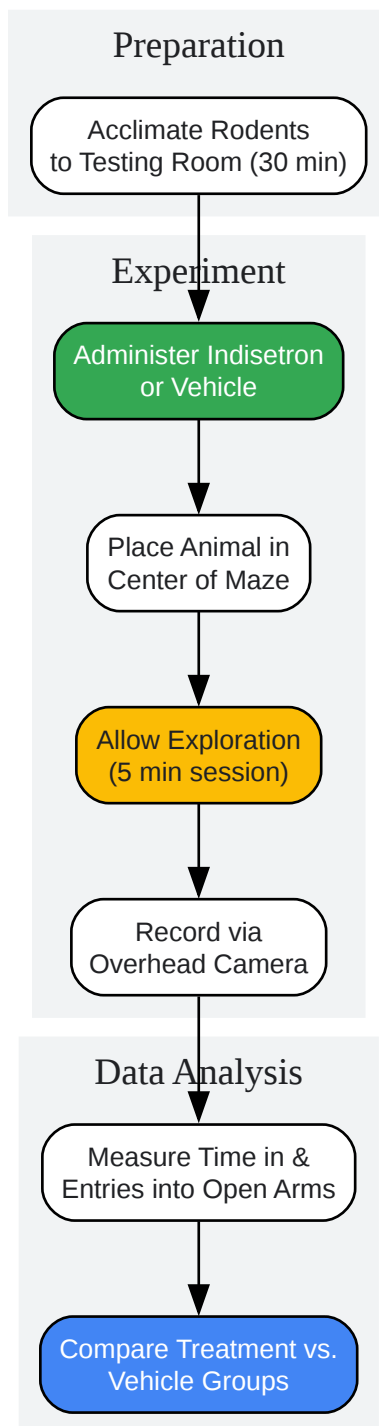 Preparation
Acclimate Rodents
to Testing Room (30 min)
Experiment
Administer Indisetron
or Vehicle
Place Animal in
Center of Maze
Allow Exploration
(5 min session)
Record via
Overhead Camera
Data Analysis
Measure Time in &
Entries into Open Arms
Compare Treatment vs.
Vehicle Groups